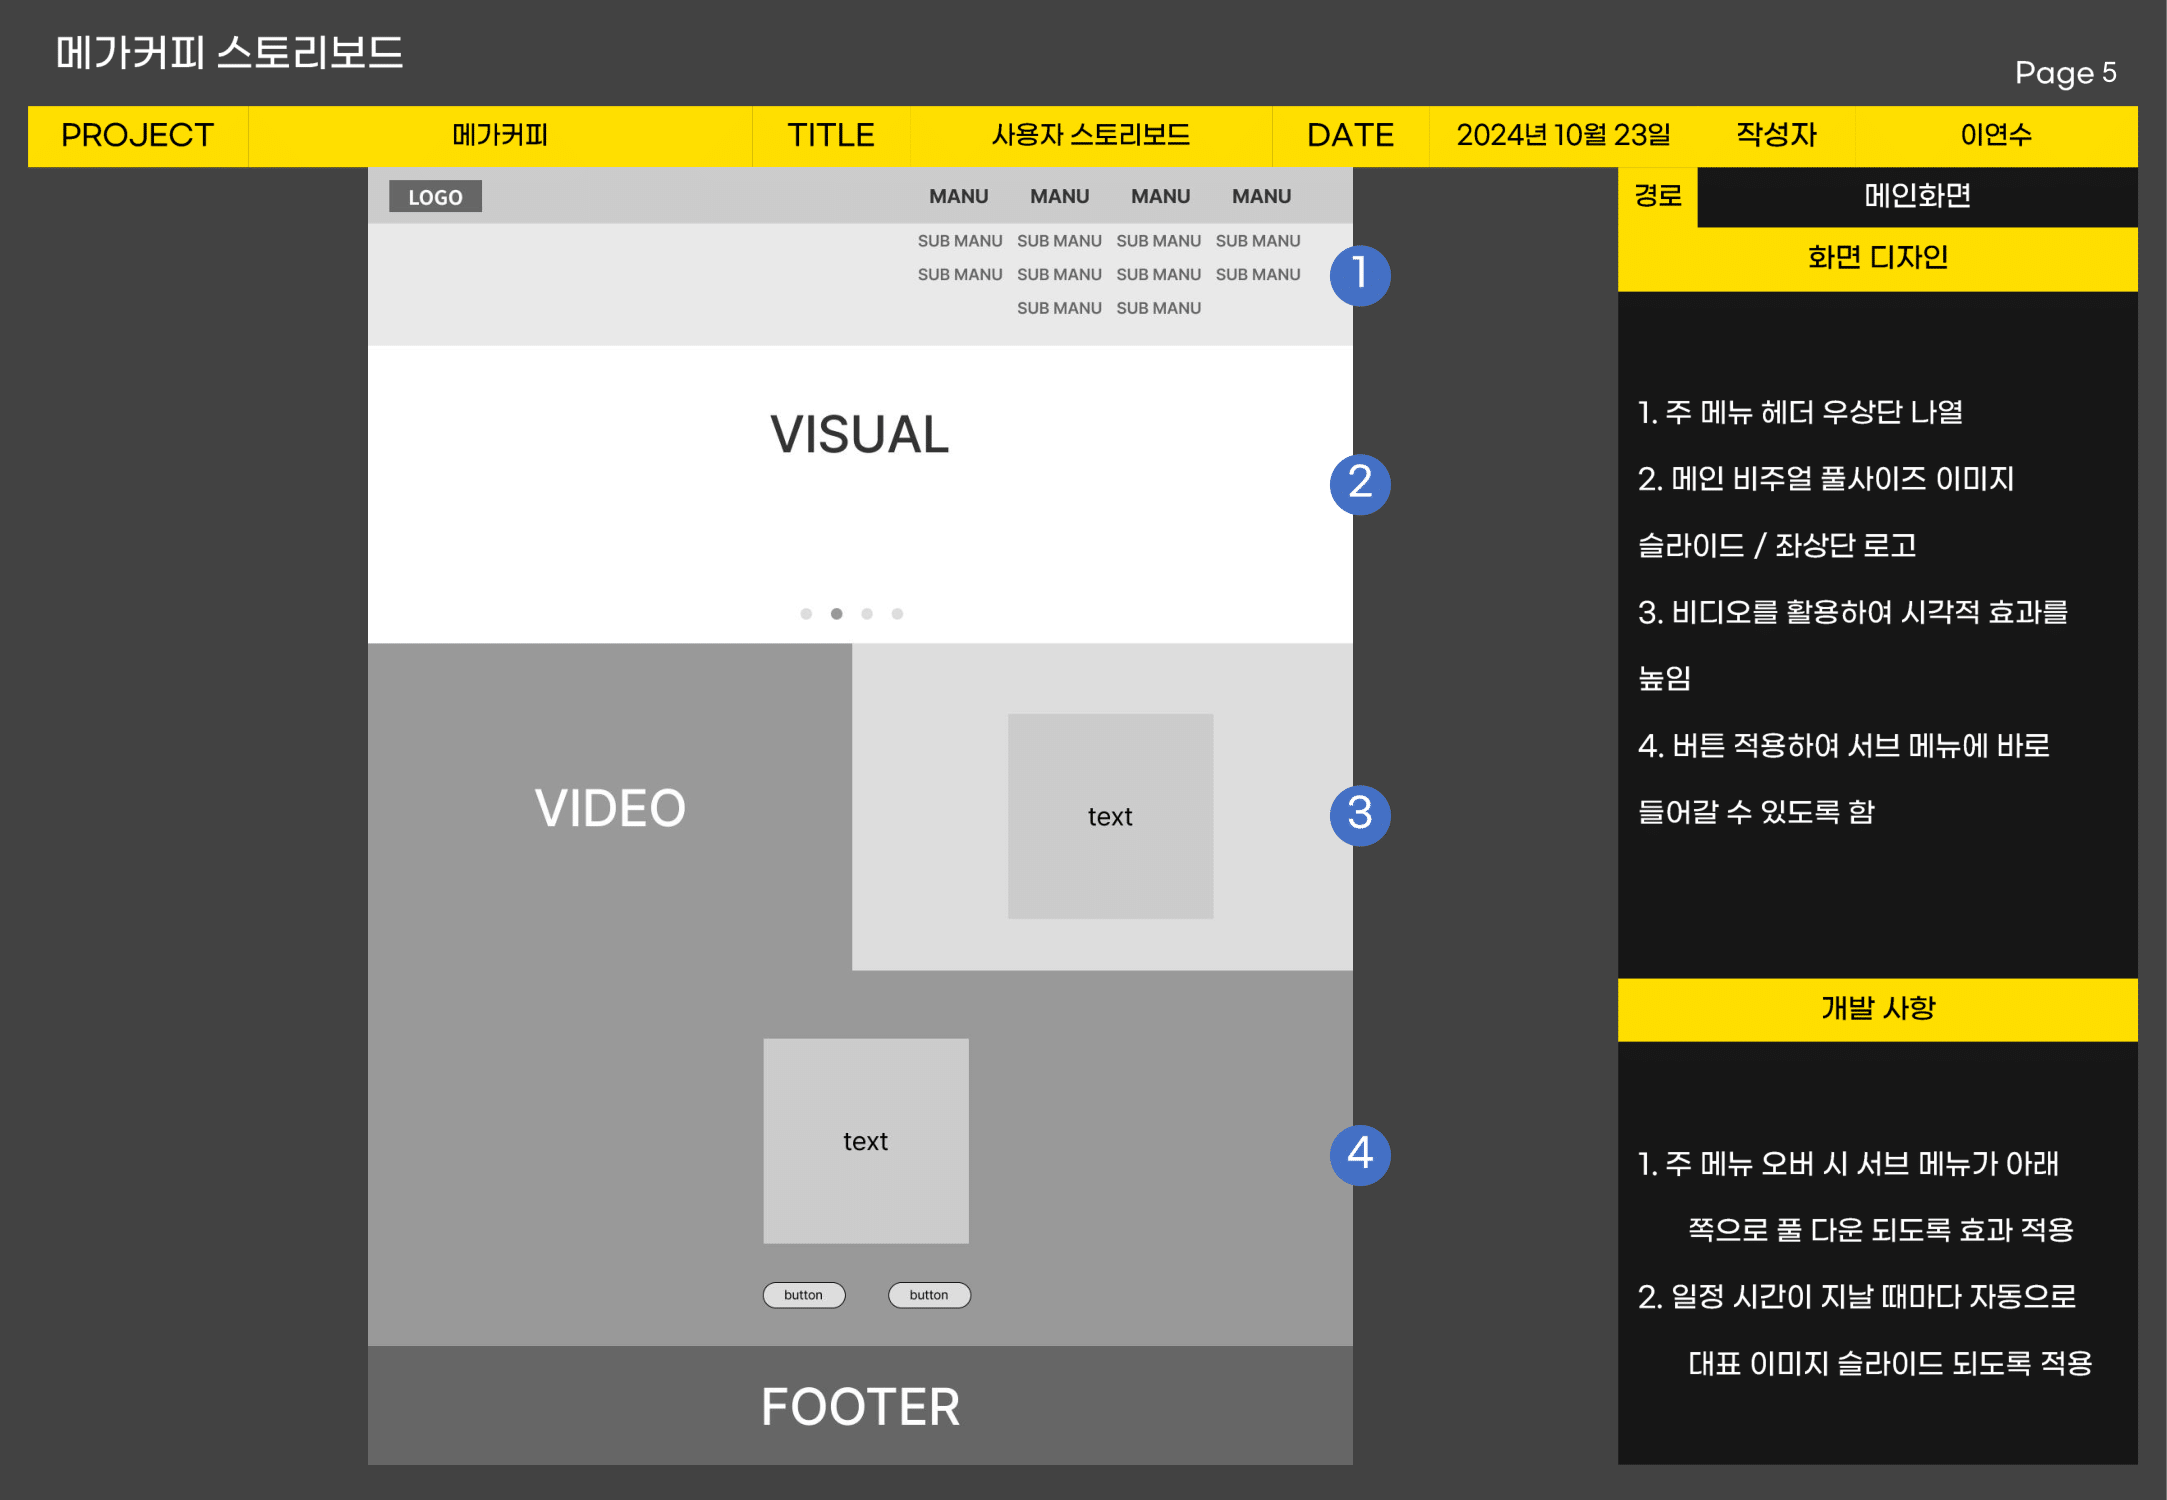 메가커피 스토리보드
Page 5
PROJECT 메가커피 TITLE 사용자 스토리보드 DATE 2024년 10월 23일 작성자 이연수
LOGO MANU MANU MANU MANU
SUB MANU SUB MANU SUB MANU SUB MANU
SUB MANU SUB MANU SUB MANU SUB MANU
SUB MANU SUB MANU
1
VISUAL
2
VIDEO
text
3
text
4
button button
FOOTER
경로 메인화면
화면 디자인
1. 주 메뉴 헤더 우상단 나열
2. 메인 비주얼 풀사이즈 이미지
슬라이드 / 좌상단 로고
3. 비디오를 활용하여 시각적 효과를
높임
4. 버튼 적용하여 서브 메뉴에 바로
들어갈 수 있도록 함
개발 사항
1. 주 메뉴 오버 시 서브 메뉴가 아래
쪽으로 풀 다운 되도록 효과 적용
2. 일정 시간이 지날 때마다 자동으로
대표 이미지 슬라이드 되도록 적용